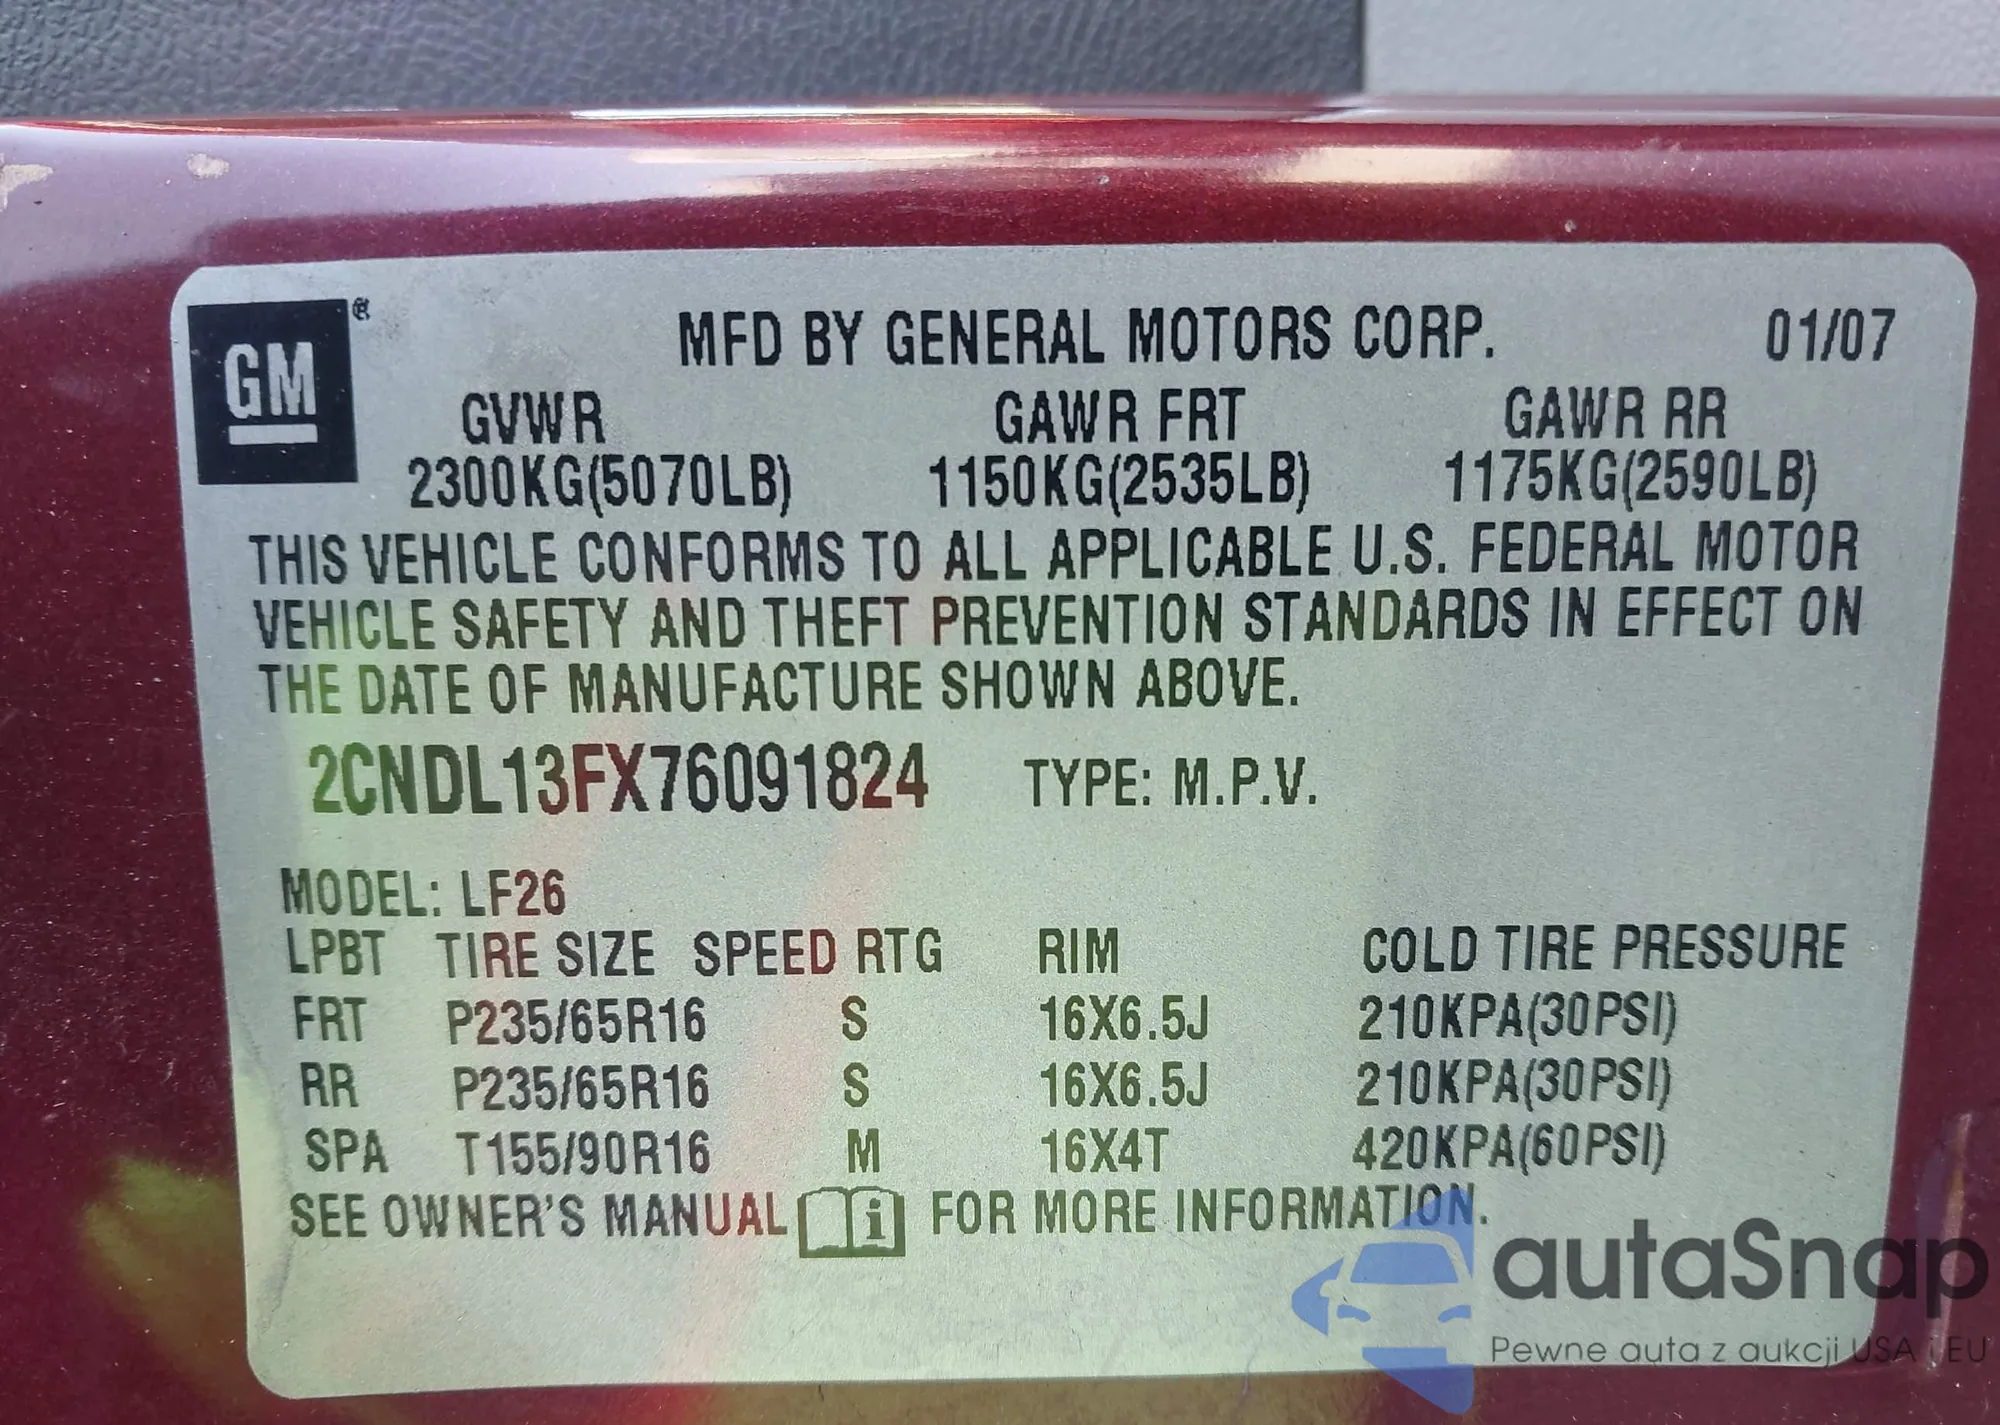 GM®
MFD BY GENERAL MOTORS CORP. 01/07
GVWR GAWR FRT GAWR RR
2300KG(5070LB) 1150KG(2535LB) 1175KG(2590LB)
THIS VEHICLE CONFORMS TO ALL APPLICABLE U.S. FEDERAL MOTOR
VEHICLE SAFETY AND THEFT PREVENTION STANDARDS IN EFFECT ON
THE DATE OF MANUFACTURE SHOWN ABOVE.
2CNDL13FX76091824 TYPE: M.P.V.
MODEL: LF26
LPBT TIRE SIZE SPEED RTG RIM COLD TIRE PRESSURE
FRT P235/65R16 S 16X6.5J 210KPA(30PSI)
RR P235/65R16 S 16X6.5J 210KPA(30PSI)
SPA T155/90R16 M 16X4T 420KPA(60PSI)
SEE OWNER'S MANUAL i FOR MORE INFORMATION.
autaSnap
Pewne auta z aukcji USA i EU